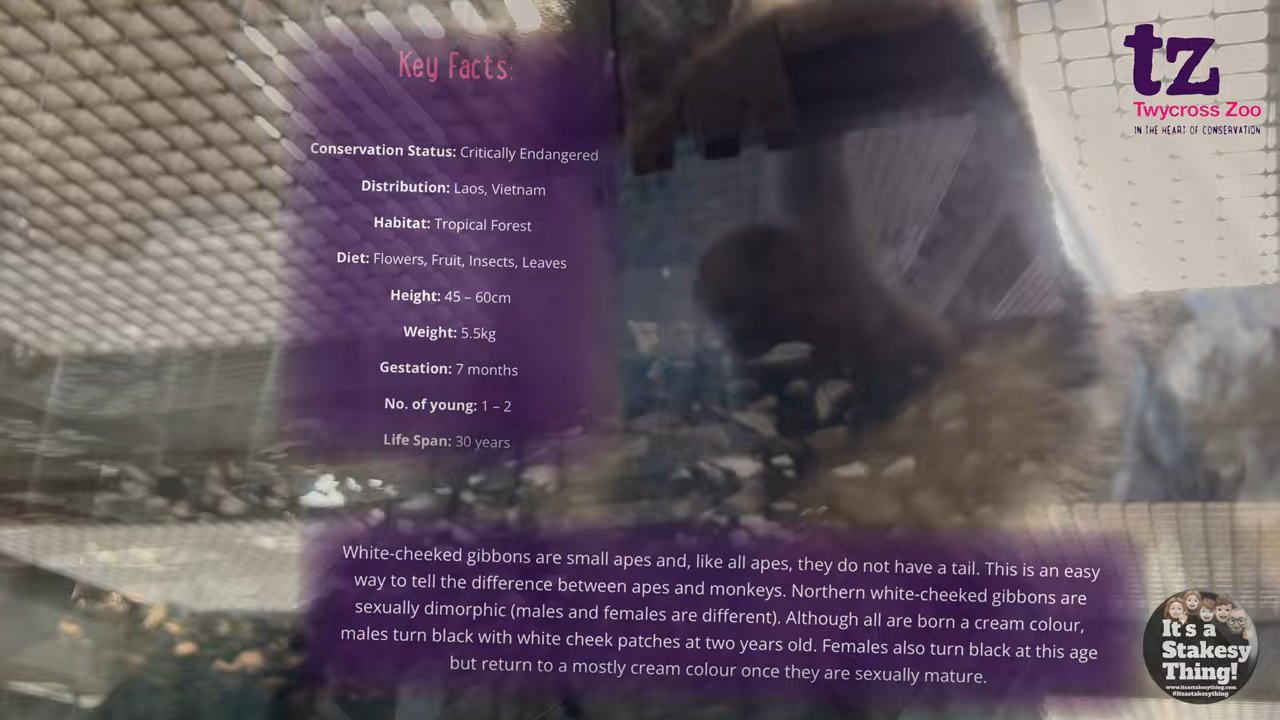 Key Facts:
Conservation Status: Critically Endangered
Distribution: Laos, Vietnam
Habitat: Tropical Forest
Diet: Flowers, Fruit, Insects, Leaves
Height: 45 – 60cm
Weight: 5.5kg
Gestation: 7 months
No. of young: 1 – 2
Life Span: 30 years
White-cheeked gibbons are small apes and, like all apes, they do not have a tail. This is an easy
way to tell the difference between apes and monkeys. Northern white-cheeked gibbons are
sexually dimorphic (males and females are different). Although all are born a cream colour,
males turn black with white cheek patches at two years old. Females also turn black at this age
but return to a mostly cream colour once they are sexually mature.
tz
Twycross Zoo
IN THE HEART OF CONSERVATION
It's a
Stakesy
Thing!
www.itsastakesything.com
#itsastakesything